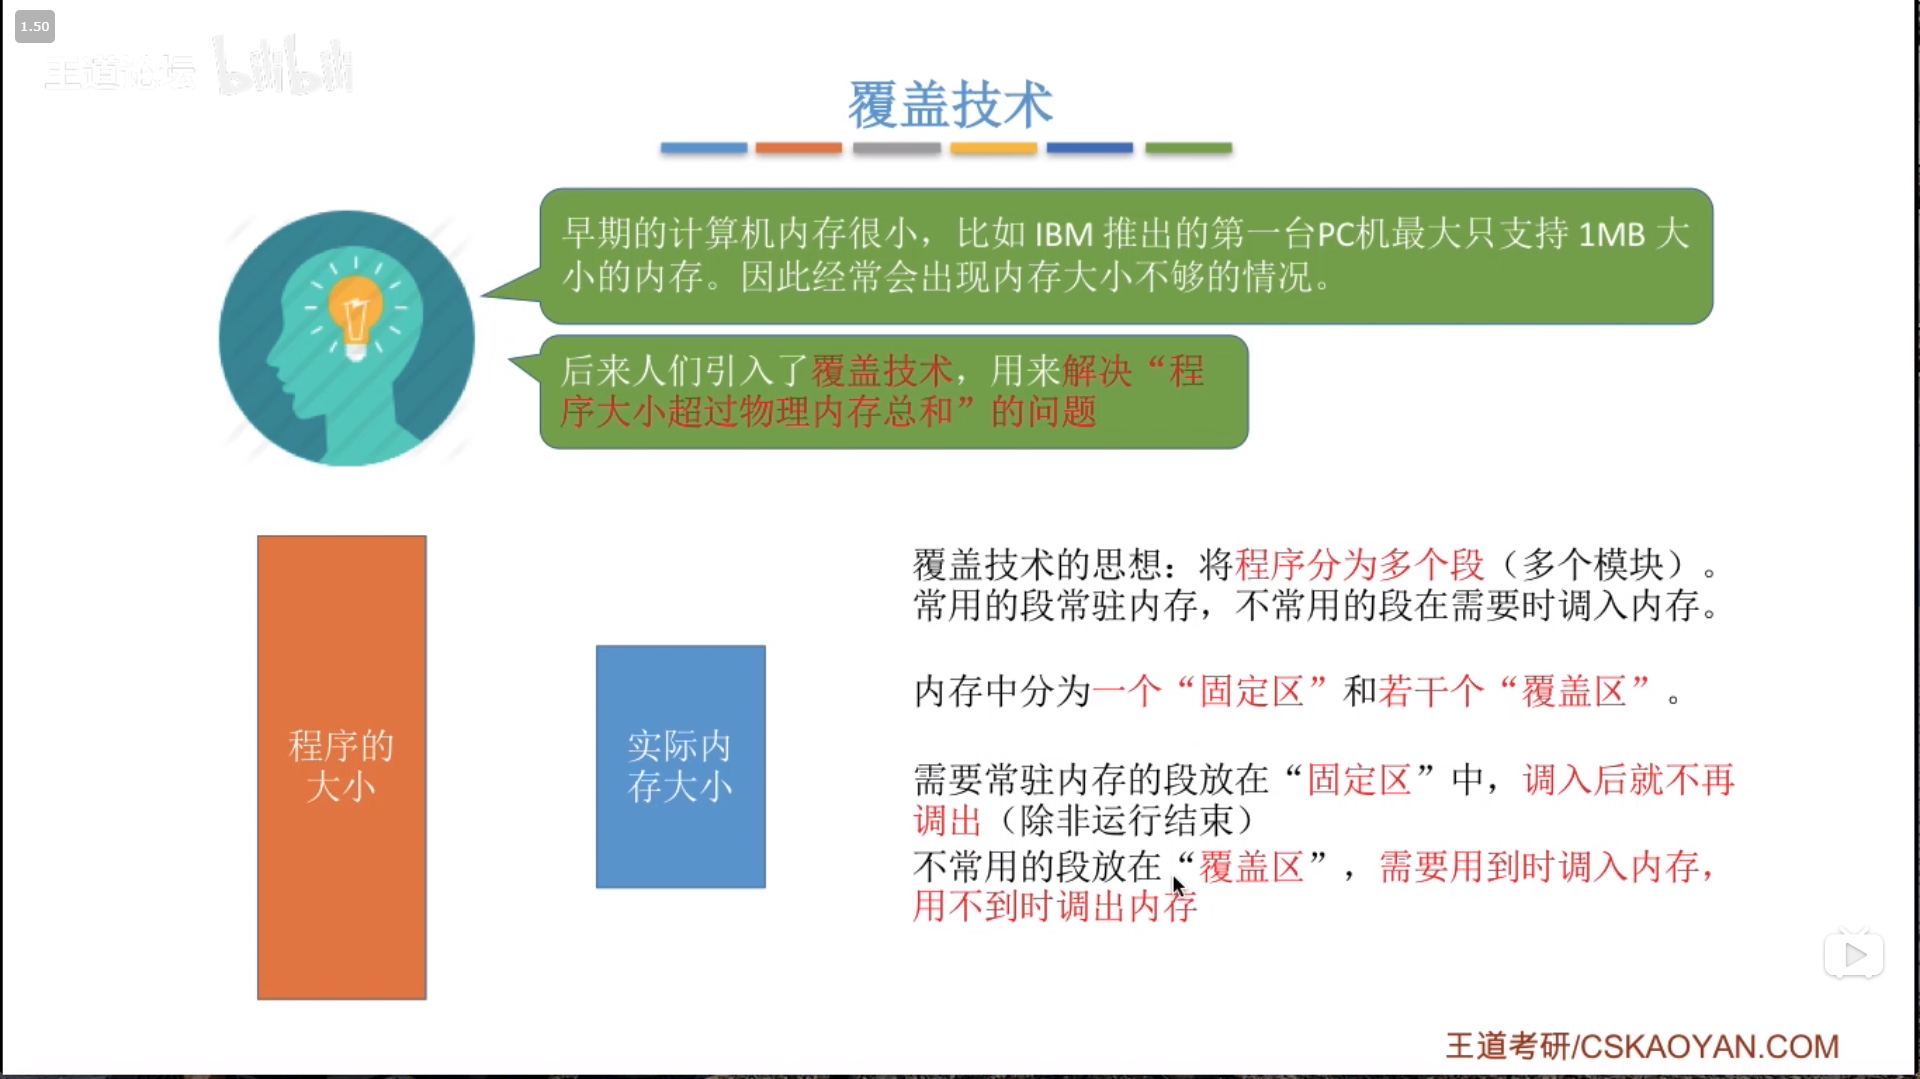 1.50
王道论坛 bilibili
覆盖技术
早期的计算机内存很小，比如 IBM 推出的第一台PC机最大只支持 1MB 大
小的内存。因此经常会出现内存大小不够的情况。
后来人们引入了覆盖技术，用来解决“程
序大小超过物理内存总和”的问题
程序的
大小
实际内
存大小
覆盖技术的思想：将程序分为多个段（多个模块）。
常用的段常驻内存，不常用的段在需要时调入内存。
内存中分为一个“固定区”和若干个“覆盖区”。
需要常驻内存的段放在“固定区”中，调入后就不再
调出（除非运行结束）
不常用的段放在“覆盖区”，需要用到时调入内存，
用不到时调出内存
王道考研/CSKAOYAN.COM